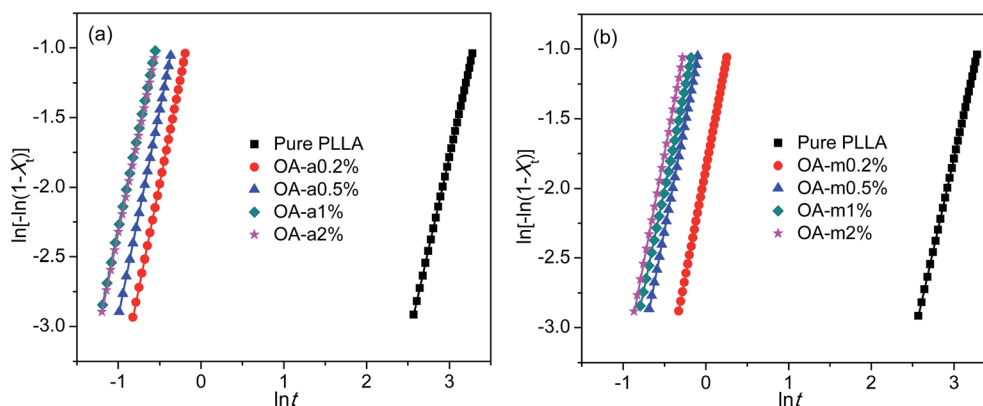 (a)
ln[-ln(1-Xt)]
-1.0
-1.5
-2.0
-2.5
-3.0
Pure PLLA
OA-a0.2%
OA-a0.5%
OA-a1%
OA-a2%
-1 0 1 2 3
lnt
(b)
ln[-ln(1-Xt)]
-1.0
-1.5
-2.0
-2.5
-3.0
Pure PLLA
OA-m0.2%
OA-m0.5%
OA-m1%
OA-m2%
-1 0 1 2 3
lnt